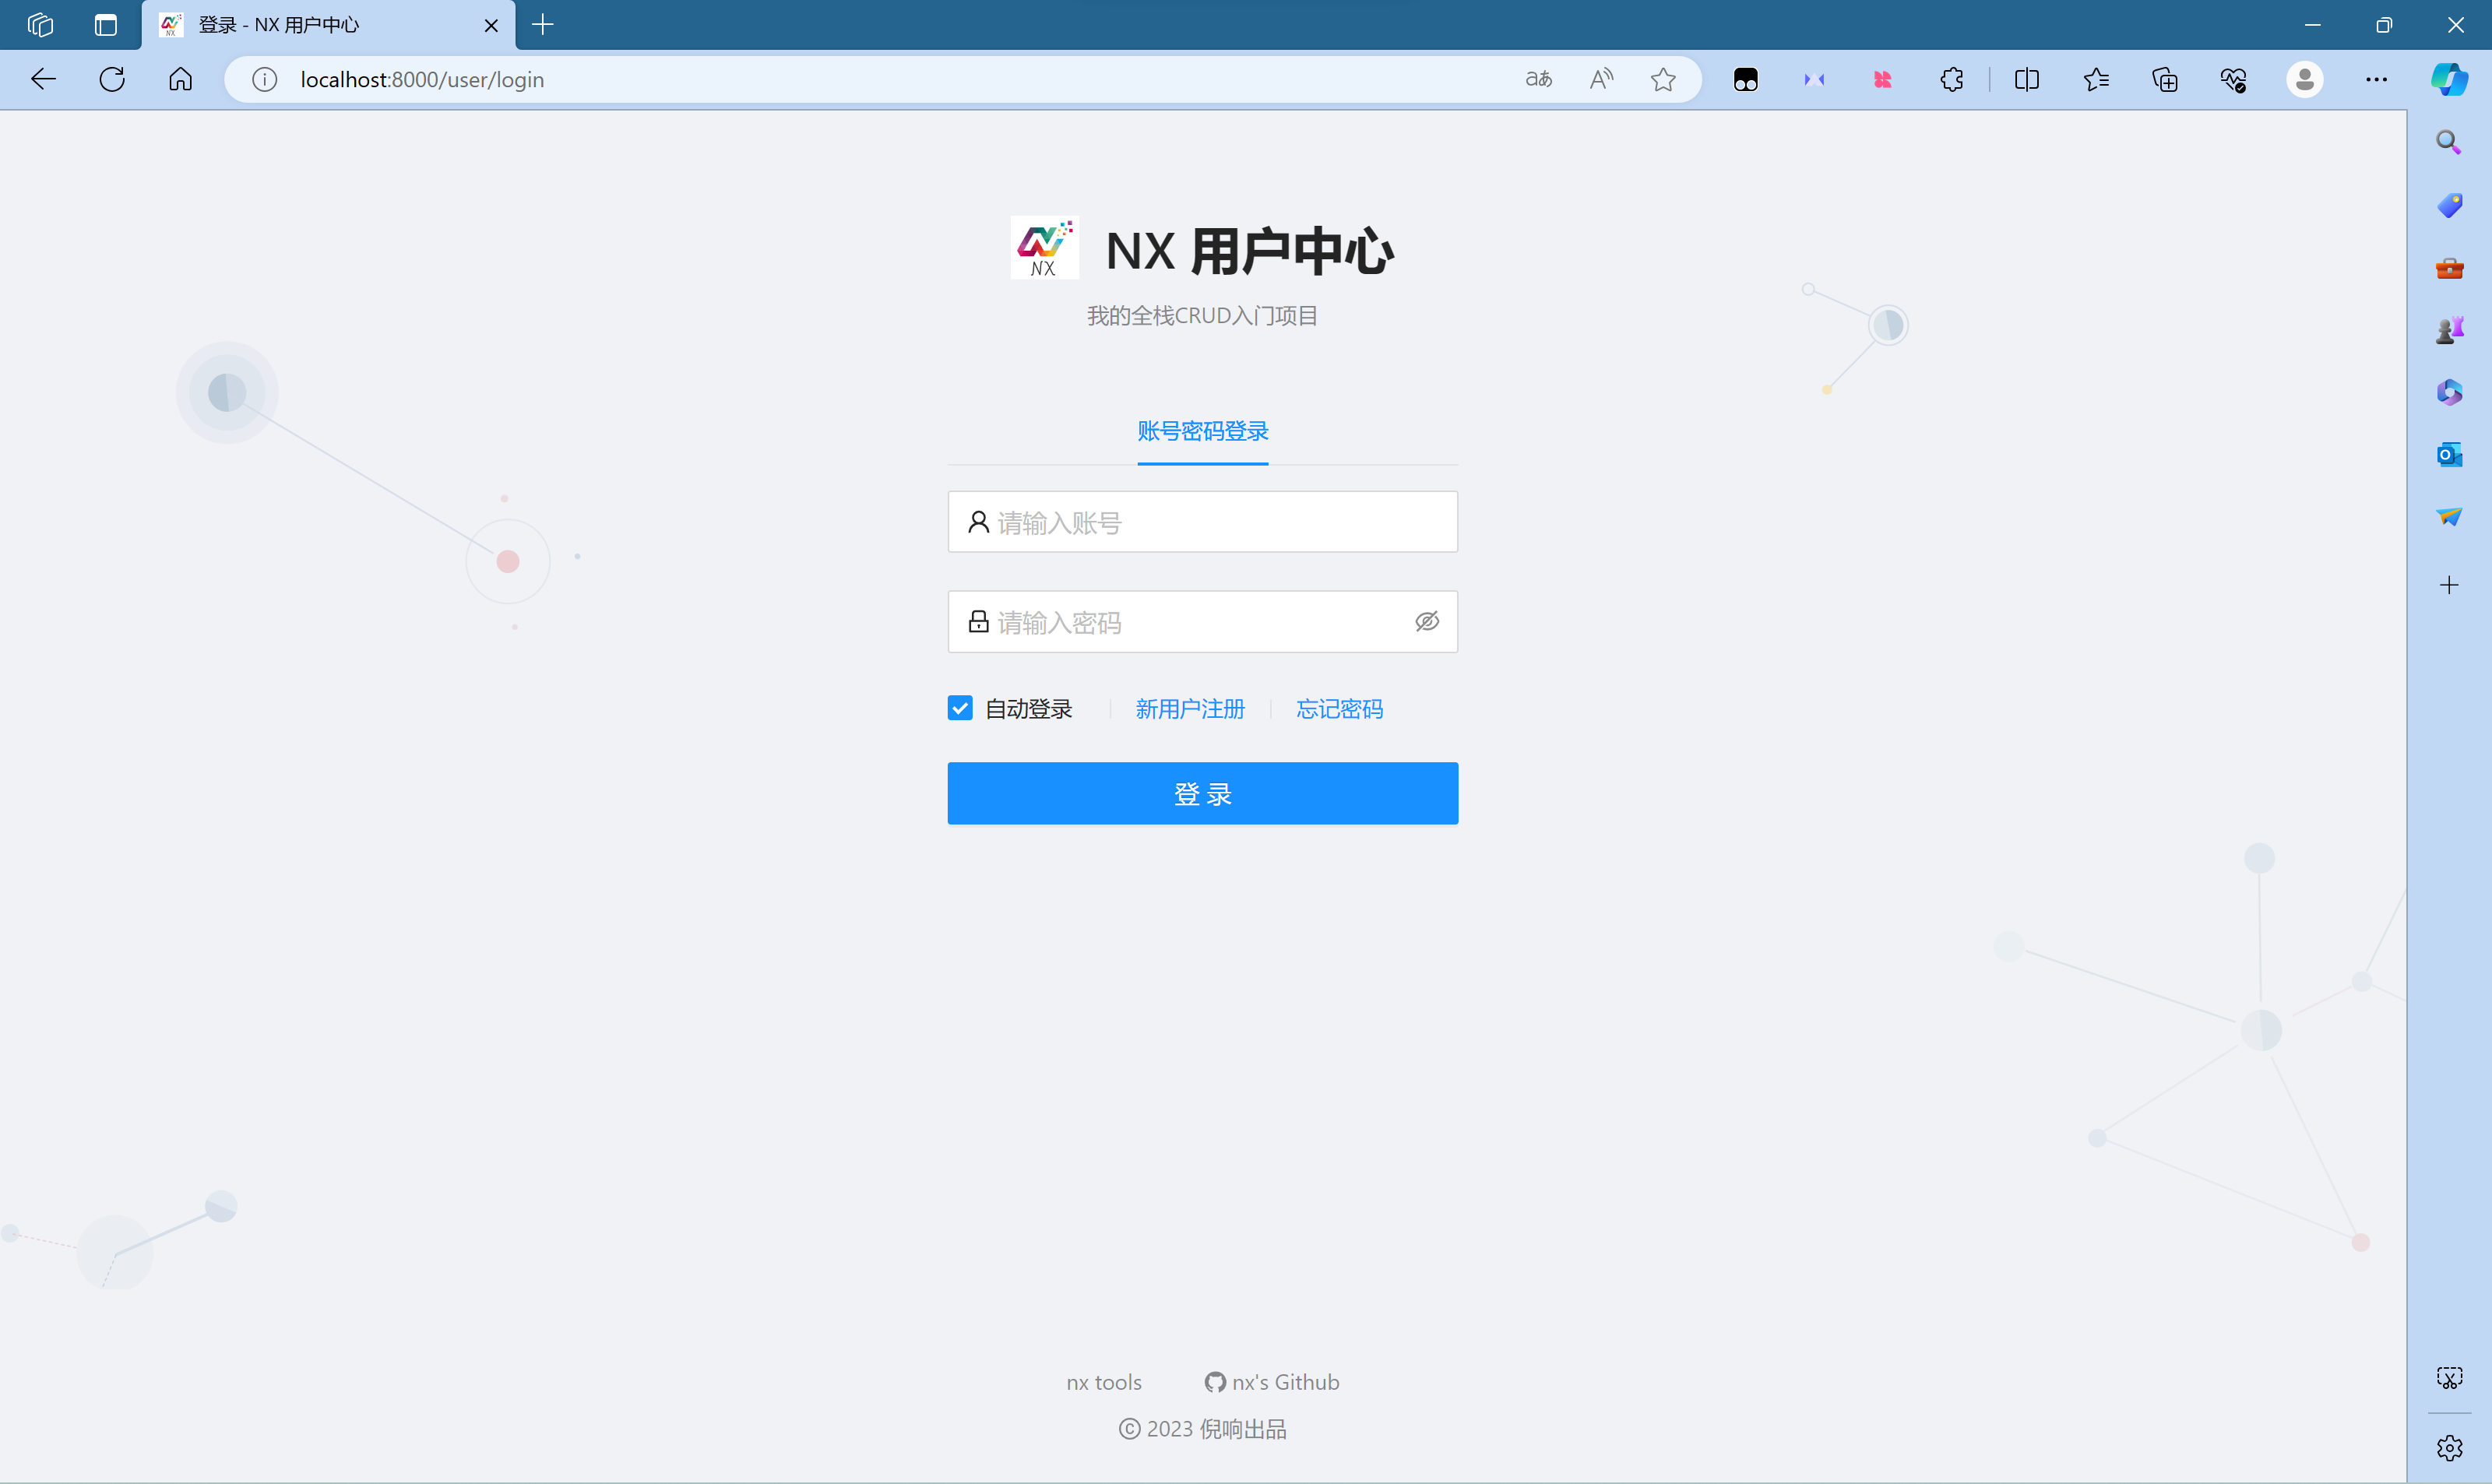 登录 - NX 用户中心
localhost:8000/user/login
aあ
NX
NX 用户中心
我的全栈CRUD入门项目
账号密码登录
请输入账号
请输入密码
自动登录 新用户注册 忘记密码
登 录
nx tools nx's Github
© 2023 倪响出品